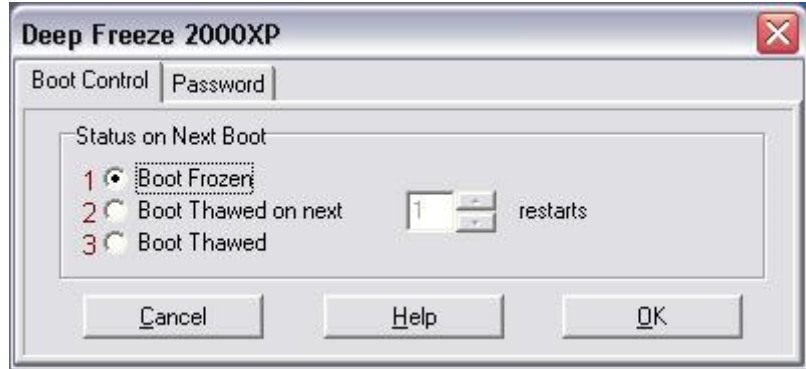 Deep Freeze 2000XP
Boot Control Password
Status on Next Boot
1 Boot Frozen
2 Boot Thawed on next 1 restarts
3 Boot Thawed
Cancel Help OK